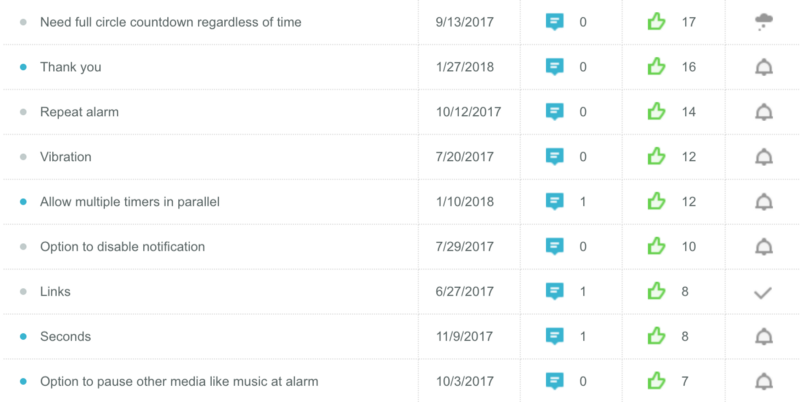 Need full circle countdown regardless of time 9/13/2017 0 17
Thank you 1/27/2018 0 16
Repeat alarm 10/12/2017 0 14
Vibration 7/20/2017 0 12
Allow multiple timers in parallel 1/10/2018 1 12
Option to disable notification 7/29/2017 0 10
Links 6/27/2017 1 8
Seconds 11/9/2017 1 8
Option to pause other media like music at alarm 10/3/2017 0 7